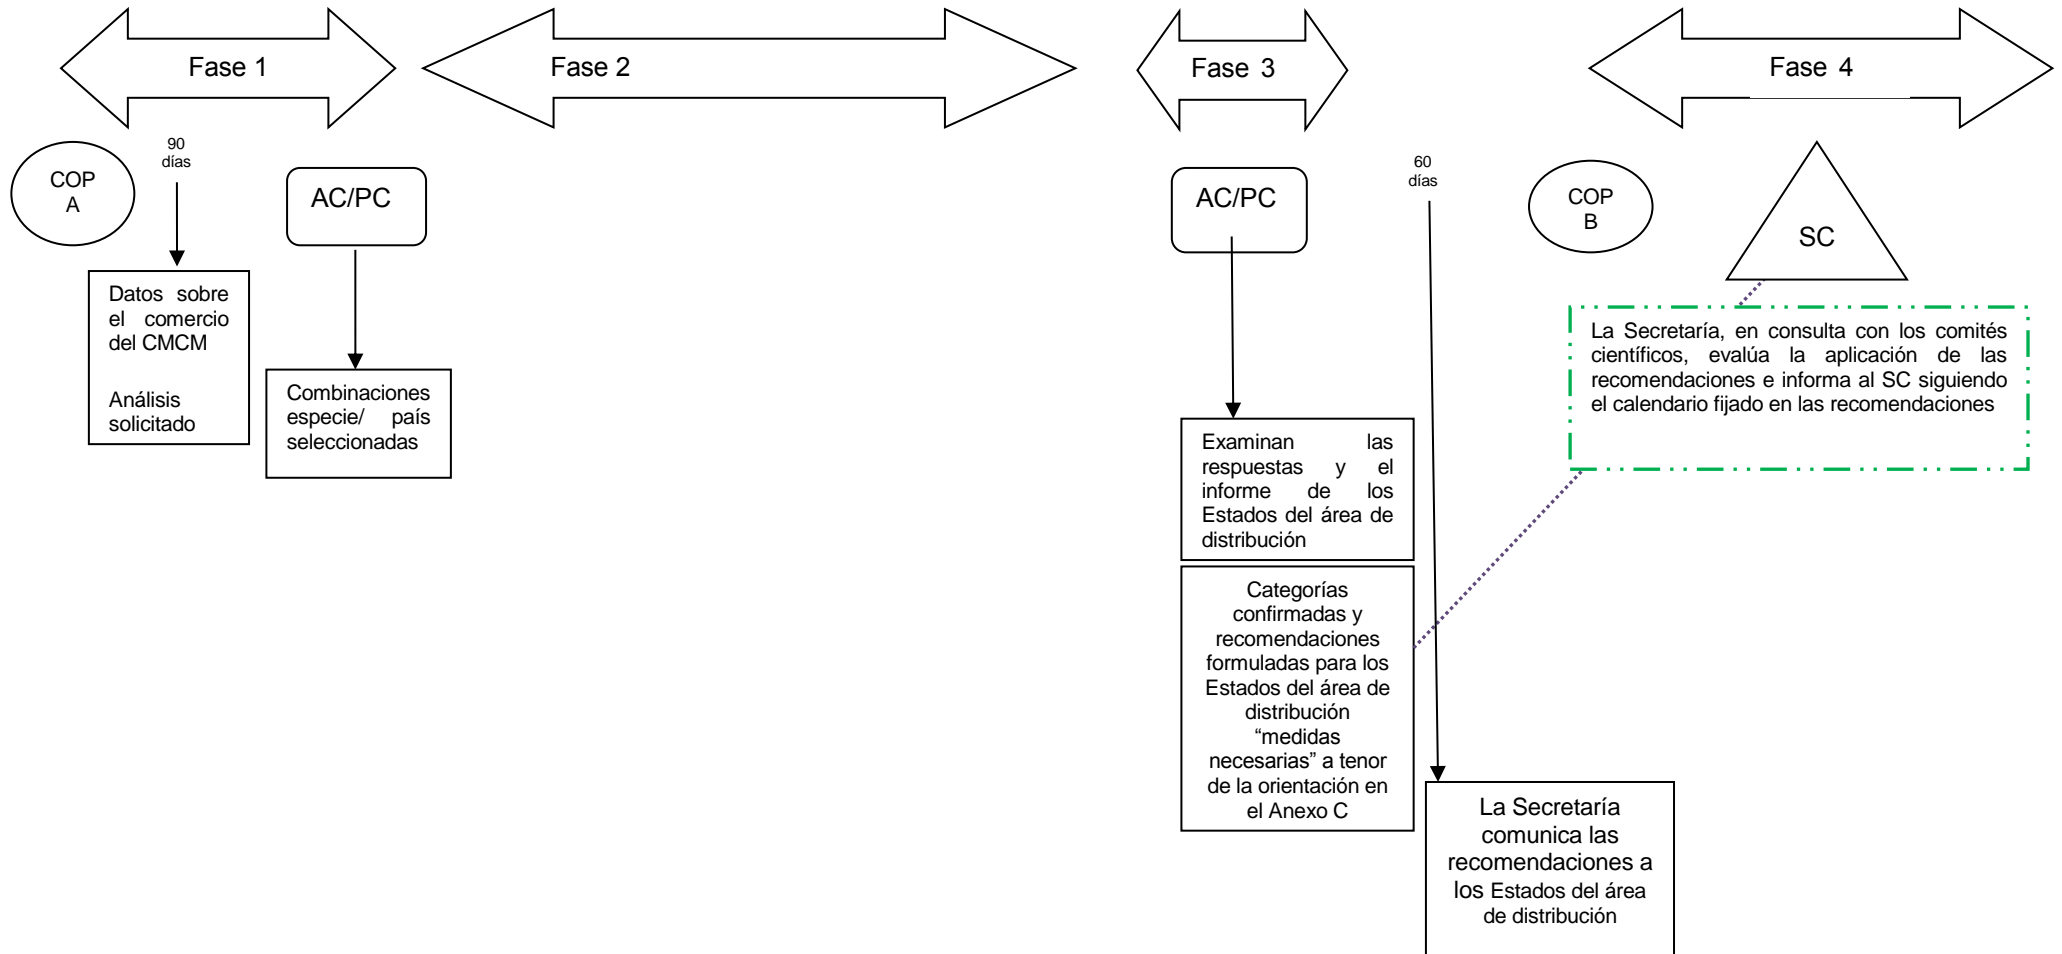 Fase 1
Fase 2
Fase 3
Fase 4
COP
A
90
días
AC/PC
AC/PC
60
días
COP
B
SC
Datos sobre
el comercio
del CMCM
Análisis
solicitado
Combinaciones
especie/ país
seleccionadas
Examinan las
respuestas y el
informe de los
Estados del área de
distribución
Categorías
confirmadas y
recomendaciones
formuladas para los
Estados del área de
distribución
“medidas
necesarias” a tenor
de la orientación en
el Anexo C
La Secretaría
comunica las
recomendaciones a
los Estados del área
de distribución
La Secretaría, en consulta con los comités
científicos, evalúa la aplicación de las
recomendaciones e informa al SC siguiendo
el calendario fijado en las recomendaciones